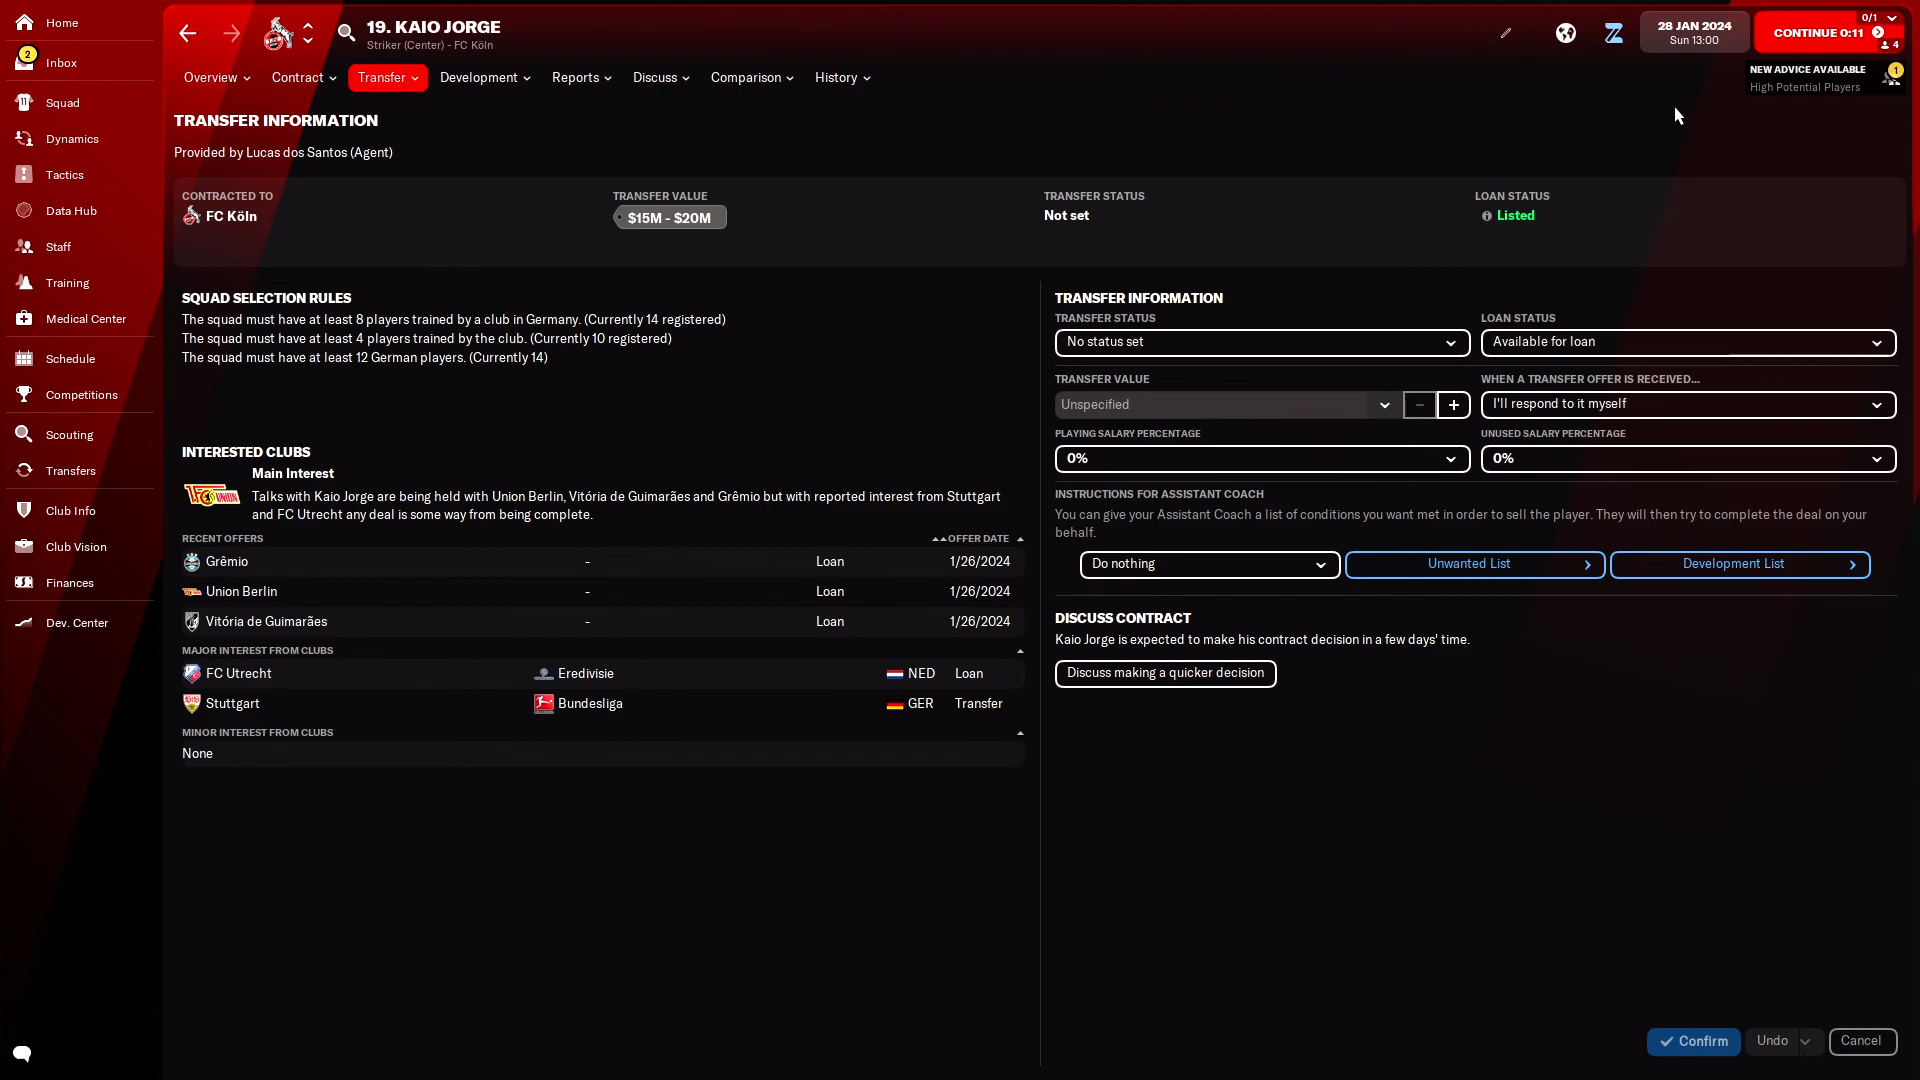 Home
2
Inbox
Squad
Dynamics
Tactics
Data Hub
Staff
Training
Medical Center
Schedule
Competitions
Scouting
Transfers
Club Info
Club Vision
Finances
Dev. Center
19. KAIO JORGE
Striker (Center) - FC Köln
28 JAN 2024
Sun 13:00
0/1
CONTINUE 0:11
4
Overview
Contract
Transfer
Development
Reports
Discuss
Comparison
History
NEW ADVICE AVAILABLE
High Potential Players
1
TRANSFER INFORMATION
Provided by Lucas dos Santos (Agent)
CONTRACTED TO
FC Köln
TRANSFER VALUE
$15M - $20M
TRANSFER STATUS
Not set
LOAN STATUS
Listed
SQUAD SELECTION RULES
The squad must have at least 8 players trained by a club in Germany. (Currently 14 registered)
The squad must have at least 4 players trained by the club. (Currently 10 registered)
The squad must have at least 12 German players. (Currently 14)
INTERESTED CLUBS
Main Interest
Talks with Kaio Jorge are being held with Union Berlin, Vitória de Guimarães and Grêmio but with reported interest from Stuttgart
and FC Utrecht any deal is some way from being complete.
RECENT OFFERS OFFER DATE
Grêmio - Loan 1/26/2024
Union Berlin - Loan 1/26/2024
Vitória de Guimarães - Loan 1/26/2024
MAJOR INTEREST FROM CLUBS
FC Utrecht Eredivisie NED Loan
Stuttgart Bundesliga GER Transfer
MINOR INTEREST FROM CLUBS
None
TRANSFER INFORMATION
TRANSFER STATUS
No status set
LOAN STATUS
Available for loan
TRANSFER VALUE
Unspecified
- +
WHEN A TRANSFER OFFER IS RECEIVED...
I'll respond to it myself
PLAYING SALARY PERCENTAGE
0%
UNUSED SALARY PERCENTAGE
0%
INSTRUCTIONS FOR ASSISTANT COACH
You can give your Assistant Coach a list of conditions you want met in order to sell the player. They will then try to complete the deal on your
behalf.
Do nothing
Unwanted List
Development List
DISCUSS CONTRACT
Kaio Jorge is expected to make his contract decision in a few days' time.
Discuss making a quicker decision
Confirm
Undo
Cancel